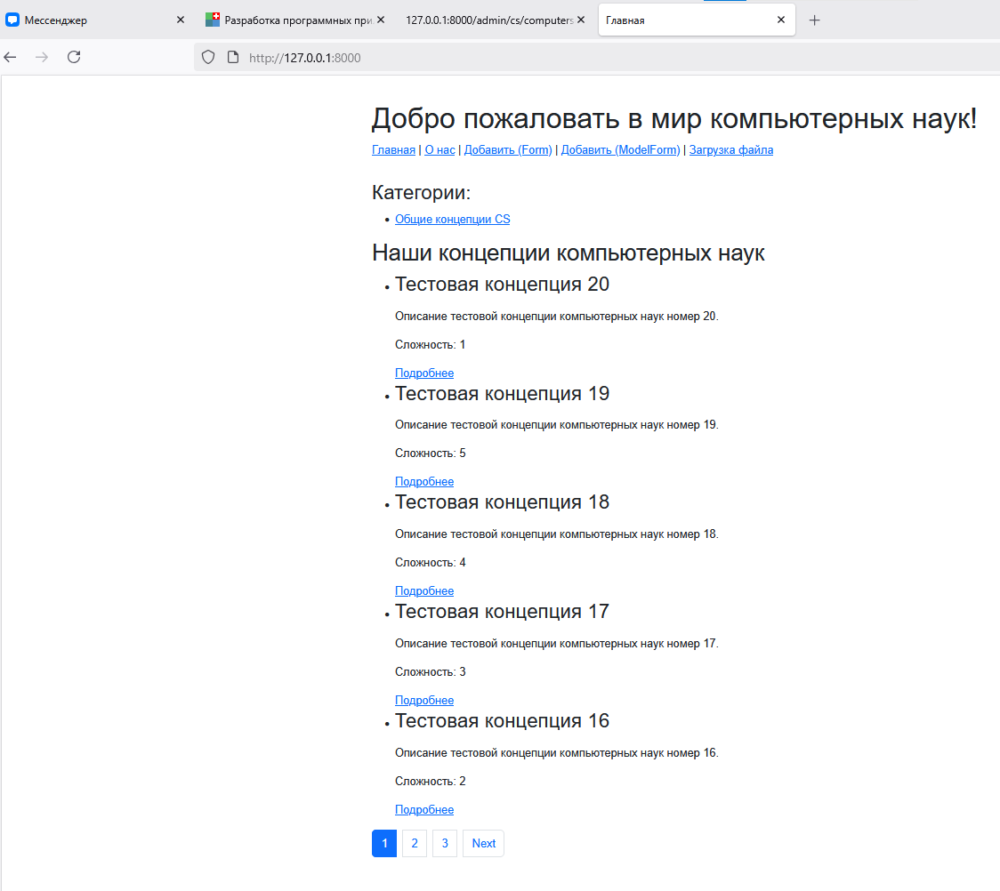 Мессенджер
Разработка программных при
127.0.0.1:8000/admin/cs/computers
Главная
http://127.0.0.1:8000
Добро пожаловать в мир компьютерных наук!
Главная | О нас | Добавить (Form) | Добавить (ModelForm) | Загрузка файла
Категории:
Общие концепции CS
Наши концепции компьютерных наук
Тестовая концепция 20
Описание тестовой концепции компьютерных наук номер 20.
Сложность: 1
Подробнее
Тестовая концепция 19
Описание тестовой концепции компьютерных наук номер 19.
Сложность: 5
Подробнее
Тестовая концепция 18
Описание тестовой концепции компьютерных наук номер 18.
Сложность: 4
Подробнее
Тестовая концепция 17
Описание тестовой концепции компьютерных наук номер 17.
Сложность: 3
Подробнее
Тестовая концепция 16
Описание тестовой концепции компьютерных наук номер 16.
Сложность: 2
Подробнее
1 2 3 Next